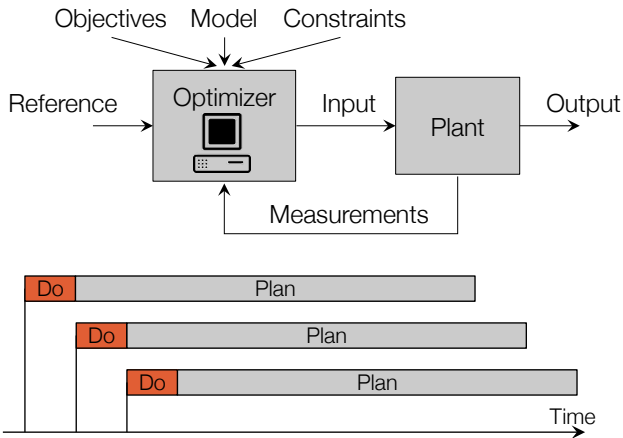 Objectives Model Constraints
Reference
Optimizer
Input
Plant
Output
Measurements
Do Plan
Do Plan
Do Plan
Time